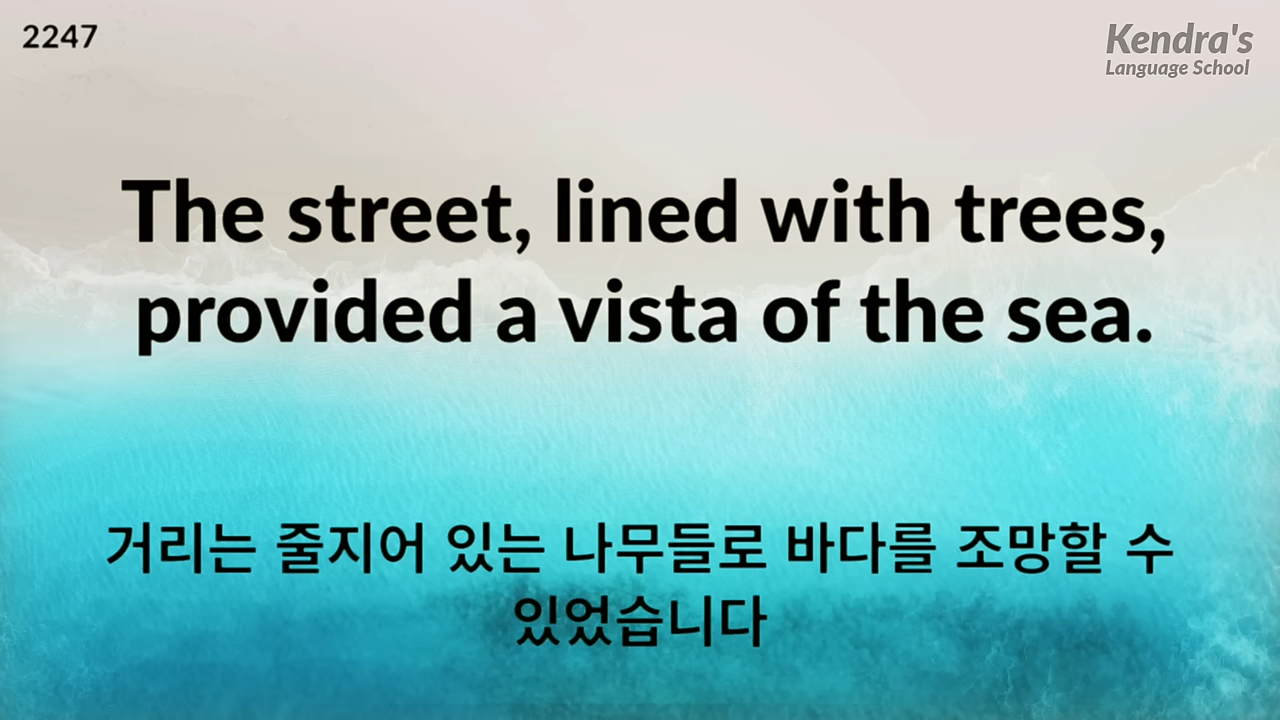 2247
Kendra's
Language School
The street, lined with trees,
provided a vista of the sea.
거리는 줄지어 있는 나무들로 바다를 조망할 수
있었습니다